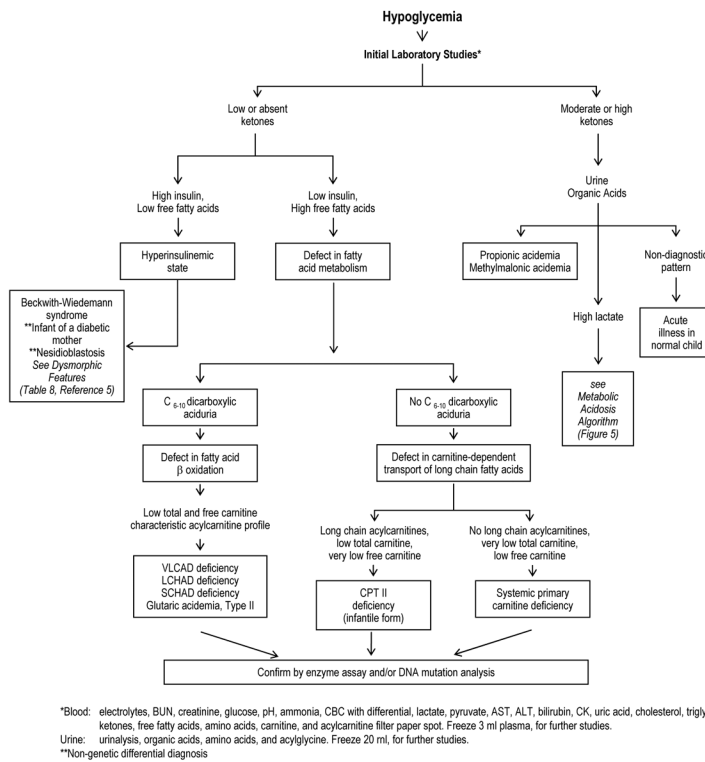 Hypoglycemia
Initial Laboratory Studies*
Low or absent
ketones
Moderate or high
ketones
High insulin,
Low free fatty acids
Low insulin,
High free fatty acids
Urine
Organic Acids
Hyperinsulinemic
state
Defect in fatty
acid metabolism
Propionic acidemia
Methylmalonic acidemia
Non-diagnostic
pattern
Beckwith-Wiedemann
syndrome
**Infant of a diabetic
mother
**Nesidioblastosis
See Dysmorphic
Features
(Table 8, Reference 5)
High lactate
Acute
illness in
normal child
see
Metabolic
Acidosis
Algorithm
(Figure 5)
C 6-10 dicarboxylic
aciduria
No C 6-10 dicarboxylic
aciduria
Defect in fatty acid
β oxidation
Defect in carnitine-dependent
transport of long chain fatty acids
Low total and free carnitine
characteristic acylcarnitine profile
Long chain acylcarnitines,
low total carnitine,
very low free carnitine
No long chain acylcarnitines,
very low total carnitine,
low free carnitine
VLCAD deficiency
LCHAD deficiency
SCHAD deficiency
Glutaric acidemia, Type II
CPT II
deficiency
(infantile form)
Systemic primary
carnitine deficiency
Confirm by enzyme assay and/or DNA mutation analysis
*Blood: electrolytes, BUN, creatinine, glucose, pH, ammonia, CBC with differential, lactate, pyruvate, AST, ALT, bilirubin, CK, uric acid, cholesterol,
ketones, free fatty acids, amino acids, carnitine, and acylcarnitine filter paper spot. Freeze 3 ml plasma, for further studies.
Urine: urinalysis, organic acids, amino acids, and acylglycine. Freeze 20 ml, for further studies.
**Non-genetic differential diagnosis